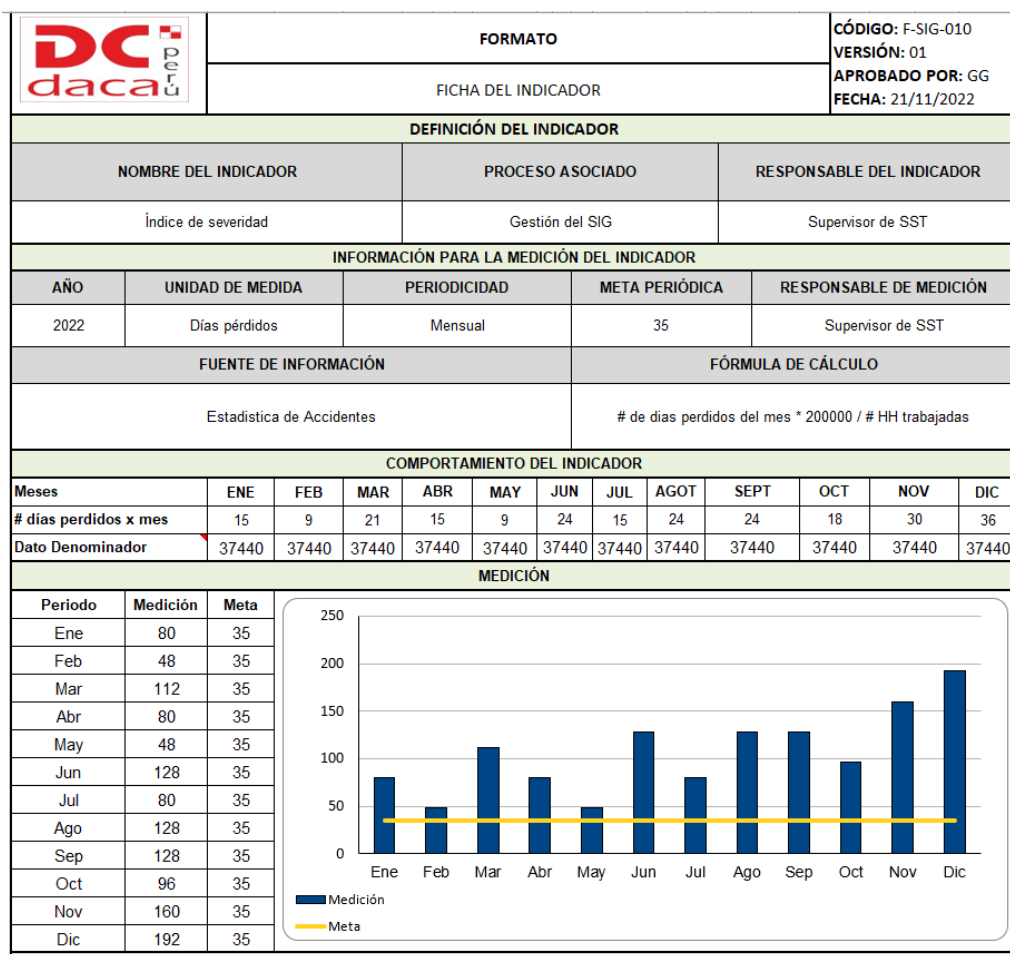 DC perú
dacaú
FORMATO
FICHA DEL INDICADOR
CÓDIGO: F-SIG-010
VERSIÓN: 01
APROBADO POR: GG
FECHA: 21/11/2022
DEFINICIÓN DEL INDICADOR
NOMBRE DEL INDICADOR PROCESO ASOCIADO RESPONSABLE DEL INDICADOR
Índice de severidad Gestión del SIG Supervisor de SST
INFORMACIÓN PARA LA MEDICIÓN DEL INDICADOR
AÑO UNIDAD DE MEDIDA PERIODICIDAD META PERIÓDICA RESPONSABLE DE MEDICIÓN
2022 Días pérdidos Mensual 35 Supervisor de SST
FUENTE DE INFORMACIÓN FÓRMULA DE CÁLCULO
Estadistica de Accidentes # de dias perdidos del mes * 200000 / # HH trabajadas
COMPORTAMIENTO DEL INDICADOR
Meses ENE FEB MAR ABR MAY JUN JUL AGOT SEPT OCT NOV DIC
# días perdidos x mes 15 9 21 15 9 24 15 24 24 18 30 36
Dato Denominador 37440 37440 37440 37440 37440 37440 37440 37440 37440 37440 37440 37440
MEDICIÓN
Periodo Medición Meta
Ene 80 35
Feb 48 35
Mar 112 35
Abr 80 35
May 48 35
Jun 128 35
Jul 80 35
Ago 128 35
Sep 128 35
Oct 96 35
Nov 160 35
Dic 192 35
250
200
150
100
50
0
Ene Feb Mar Abr May Jun Jul Ago Sep Oct Nov Dic
Medición
Meta